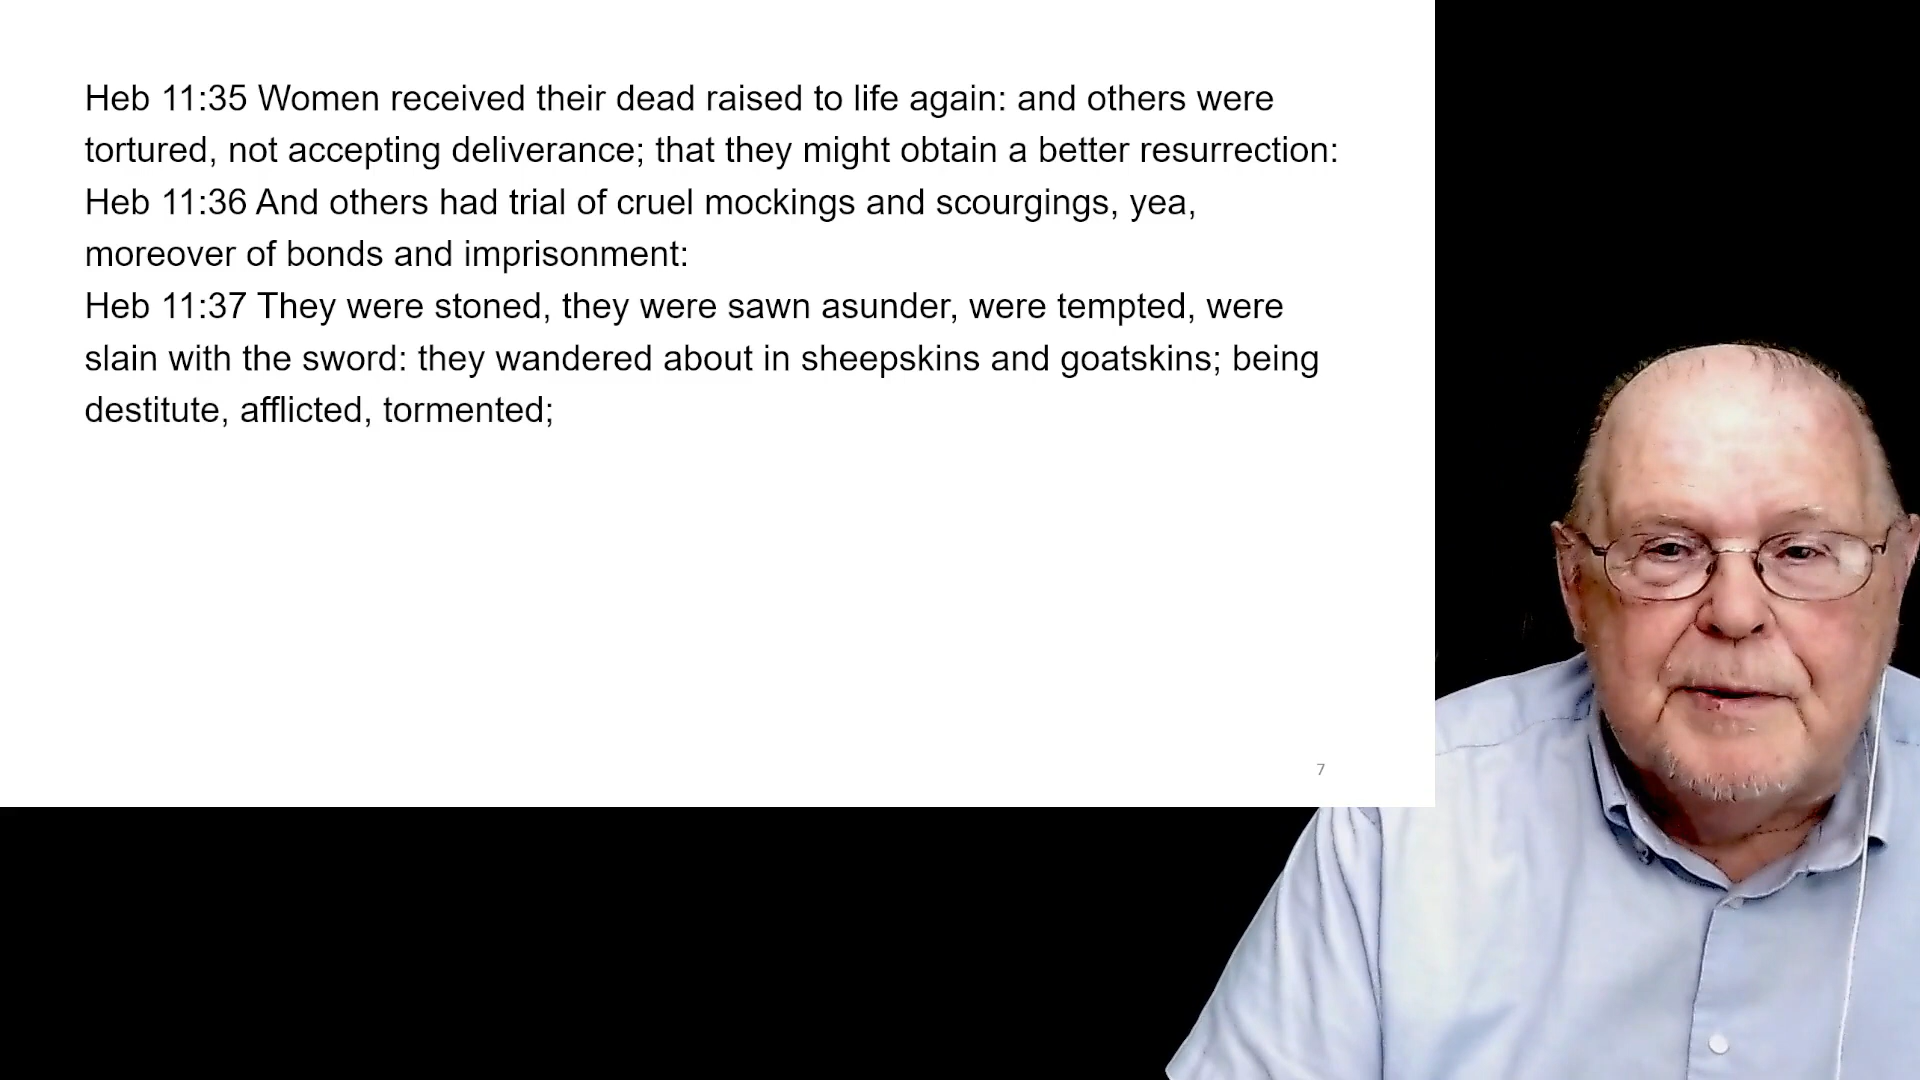 Heb 11:35 Women received their dead raised to life again: and others were
tortured, not accepting deliverance; that they might obtain a better resurrection:
Heb 11:36 And others had trial of cruel mockings and scourgings, yea,
moreover of bonds and imprisonment:
Heb 11:37 They were stoned, they were sawn asunder, were tempted, were
slain with the sword: they wandered about in sheepskins and goatskins; being
destitute, afflicted, tormented;
7